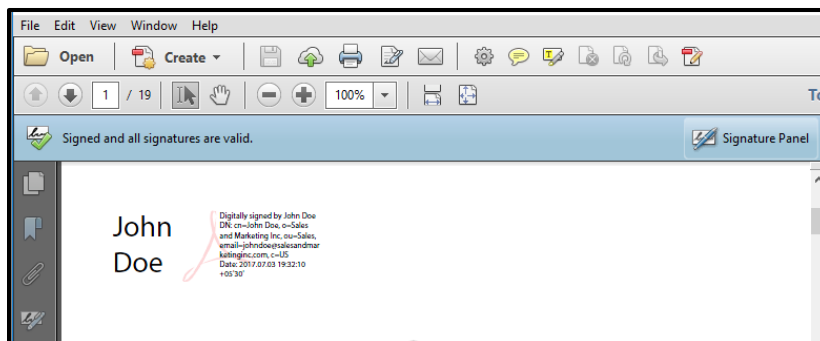 File Edit View Window Help
Open Create
1 / 19 100%
Signed and all signatures are valid. Signature Panel
John
Doe
Digitally signed by John Doe
DN: cn=John Doe, o=Sales
and Marketing Inc, ou=Sales,
email=johndoe@salesandmar
ketinginc,com, c=US
Date: 2017.07.03 19:32:10
+05'30'